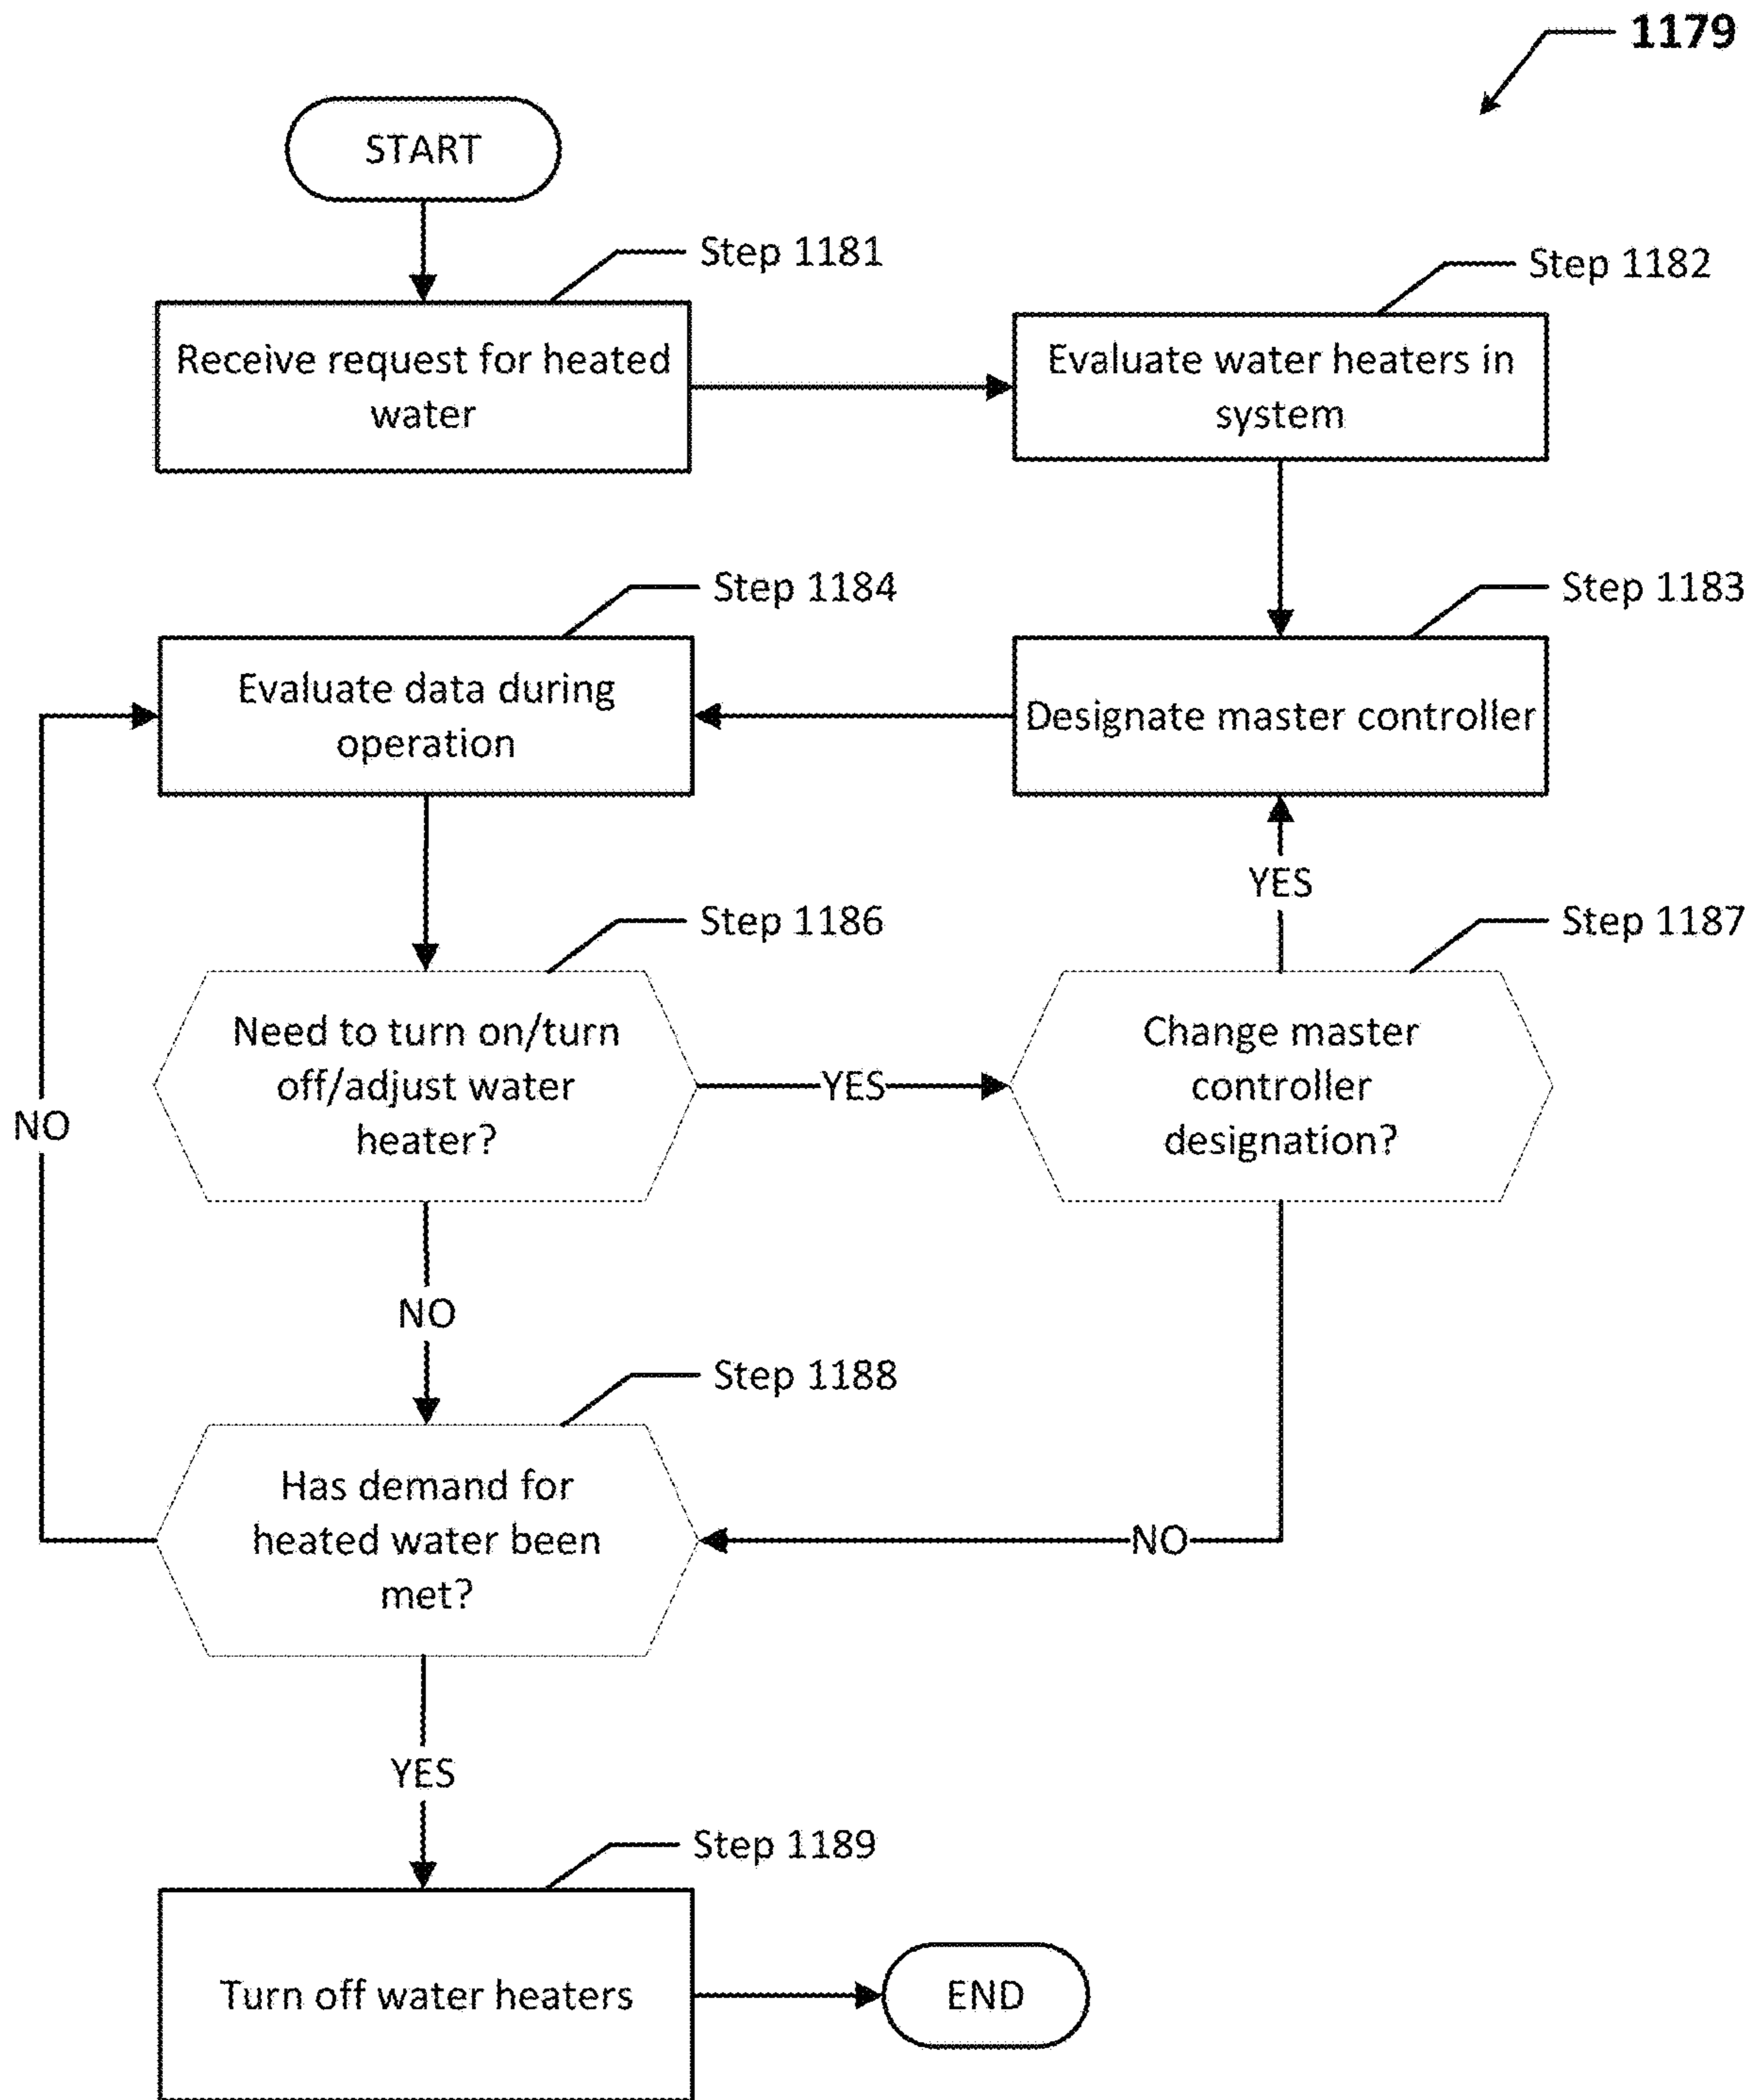 1179
START
Step 1181
Step 1182
Receive request for heated
water
Evaluate water heaters in
system
Step 1184
Step 1183
Evaluate data during
operation
Designate master controller
YES
Step 1186
Step 1187
Need to turn on/turn
off/adjust water
heater?
YES
Change master
controller
designation?
NO
NO
Step 1188
Has demand for
heated water been
met?
NO
YES
Step 1189
Turn off water heaters
END